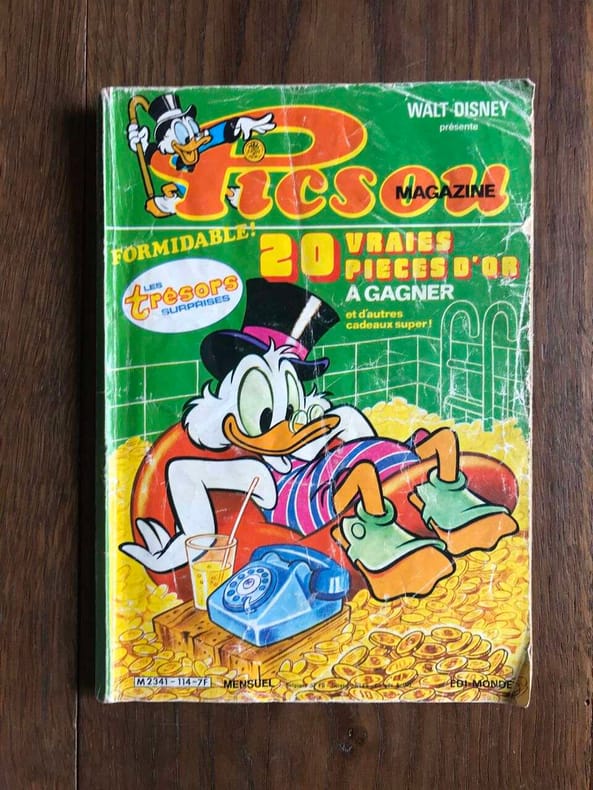 WALT DISNEY
présente
Picsou
MAGAZINE
FORMIDABLE!
20 VRAIES
PIECES D'OR
A GAGNER
et d'autres
cadeaux super!
LES
trésors
SURPRISES
M 2341 - 114 - 7F
MENSUEL
EDI-MONDE